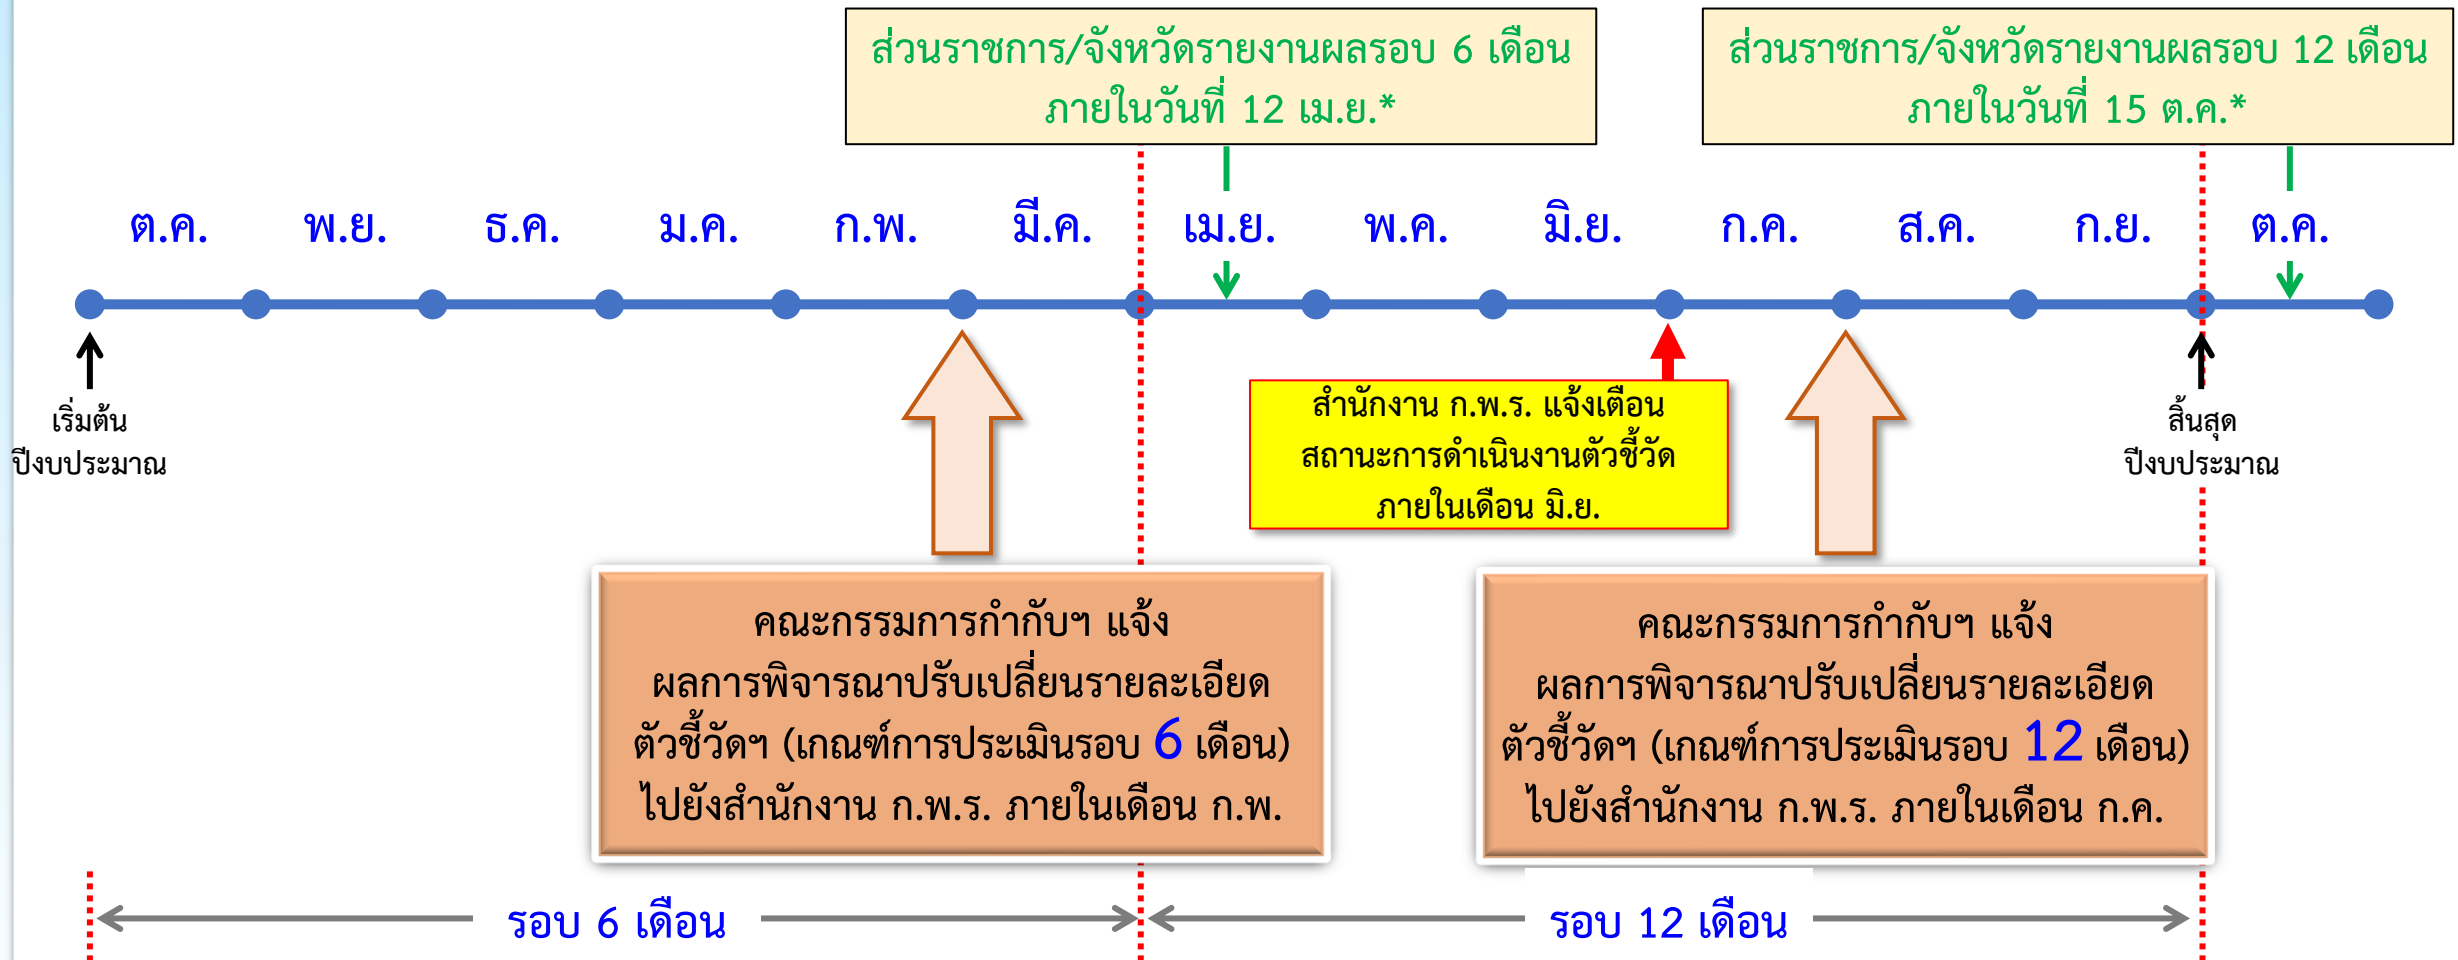 ส่วนราชการ/จังหวัดรายงานผลรอบ 6 เดือน
ภายในวันที่ 12 เม.ย.*
ส่วนราชการ/จังหวัดรายงานผลรอบ 12 เดือน
ภายในวันที่ 15 ต.ค.*
ต.ค. พ.ย. ธ.ค. ม.ค. ก.พ. มี.ค. เม.ย. พ.ค. มิ.ย. ก.ค. ส.ค. ก.ย. ต.ค.
เริ่มต้น
ปีงบประมาณ
สำนักงาน ก.พ.ร. แจ้งเตือน
สถานะการดำเนินงานตัวชี้วัด
ภายในเดือน มิ.ย.
สิ้นสุด
ปีงบประมาณ
คณะกรรมการกำกับฯ แจ้ง
ผลการพิจารณาปรับเปลี่ยนรายละเอียด
ตัวชี้วัดฯ (เกณฑ์การประเมินรอบ 6 เดือน)
ไปยังสำนักงาน ก.พ.ร. ภายในเดือน ก.พ.
คณะกรรมการกำกับฯ แจ้ง
ผลการพิจารณาปรับเปลี่ยนรายละเอียด
ตัวชี้วัดฯ (เกณฑ์การประเมินรอบ 12 เดือน)
ไปยังสำนักงาน ก.พ.ร. ภายในเดือน ก.ค.
รอบ 6 เดือน
รอบ 12 เดือน